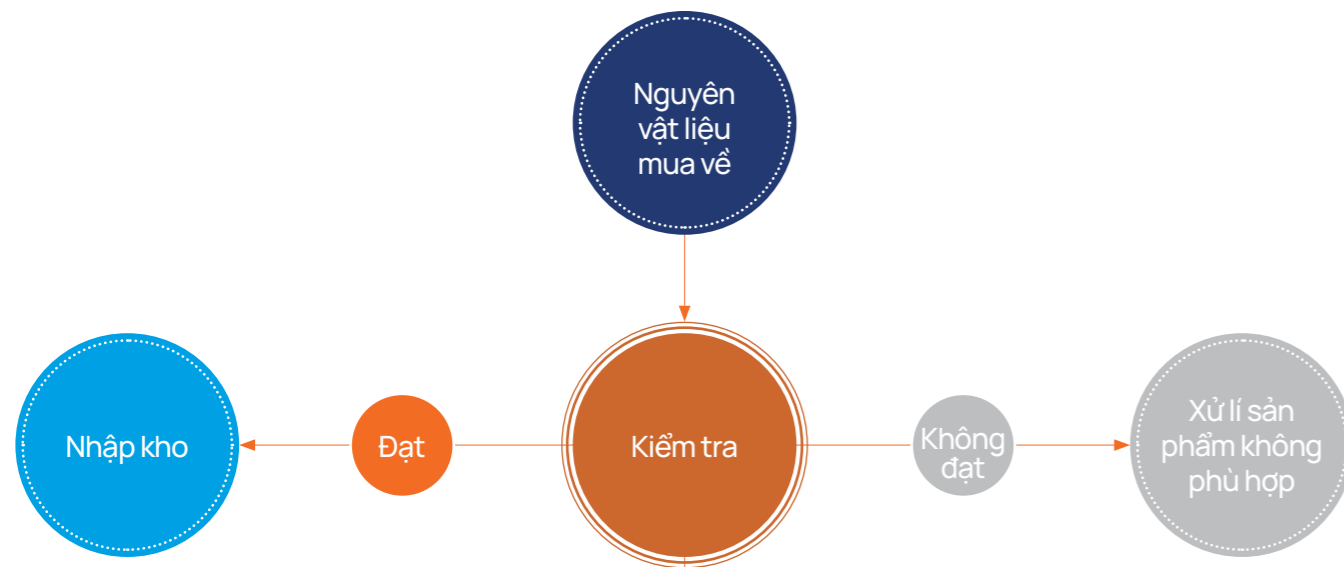 Nguyên
vật liệu
mua về
Nhập kho
Đạt
Kiểm tra
Không
đạt
Xử lí sản
phẩm không
phù hợp